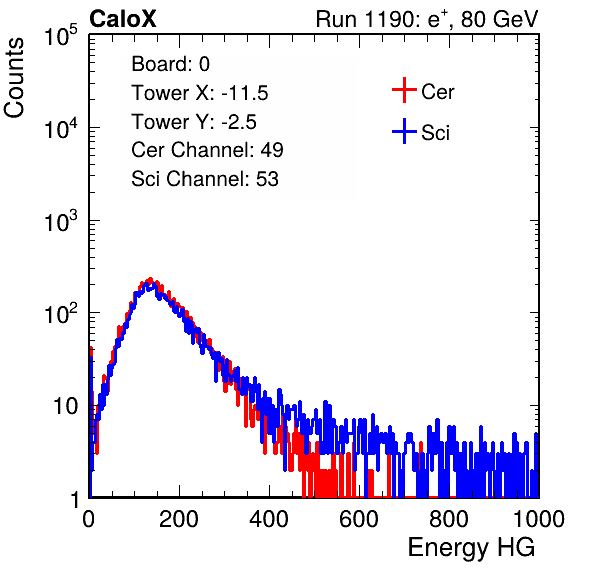 CaloX Run 1190: e⁺, 80 GeV
Counts
10⁵
10⁴
10³
10²
10
1
Board: 0
Tower X: -11.5
Tower Y: -2.5
Cer Channel: 49
Sci Channel: 53
Cer
Sci
0 200 400 600 800 1000
Energy HG